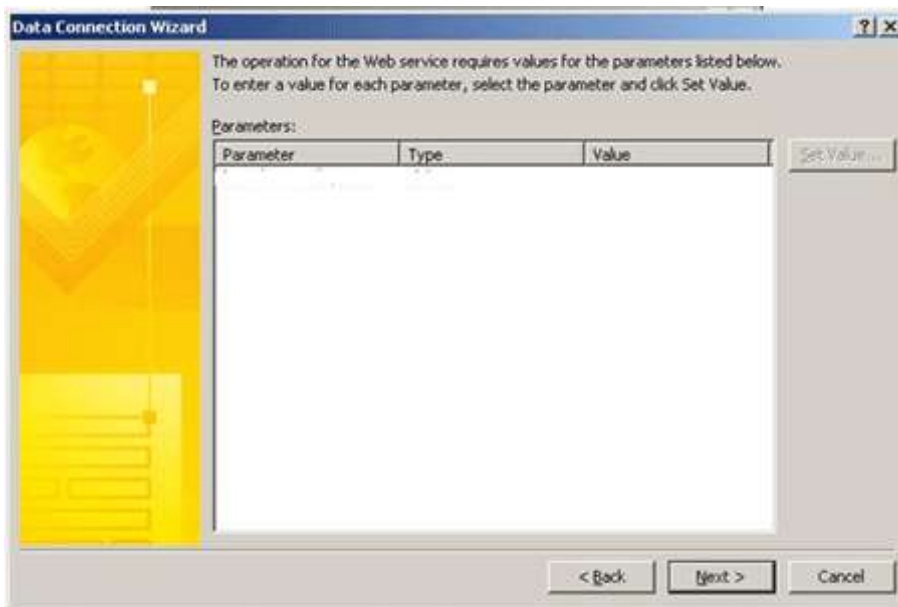 Data Connection Wizard
The operation for the Web service requires values for the parameters listed below.
To enter a value for each parameter, select the parameter and click Set Value.
Parameters:
Parameter Type Value
Set Value...
< Back Next > Cancel